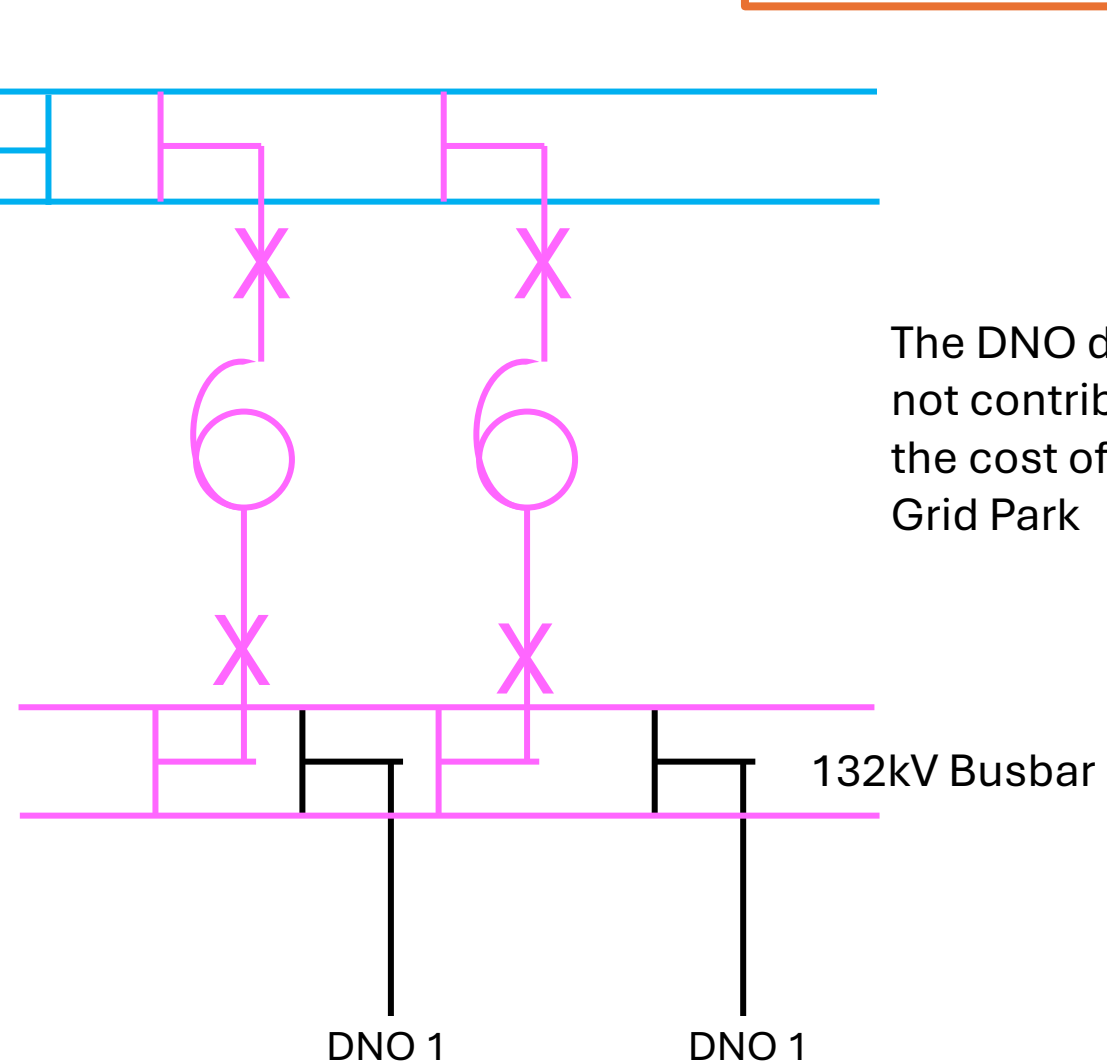 The DNO d
not contrib
the cost of
Grid Park
132kV Busbar
DNO 1
DNO 1